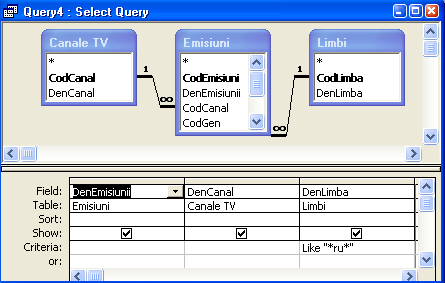 Query4 : Select Query
Canale TV
*
CodCanal
DenCanal
1
∞
Emisiuni
*
CodEmisiuni
DenEmisiunii
CodCanal
CodGen
1
∞
Limbi
*
CodLimba
DenLimba
Field: DenEmisiunii DenCanal DenLimba
Table: Emisiuni Canale TV Limbi
Sort:
Show:
Criteria: Like "*ru*"
or: